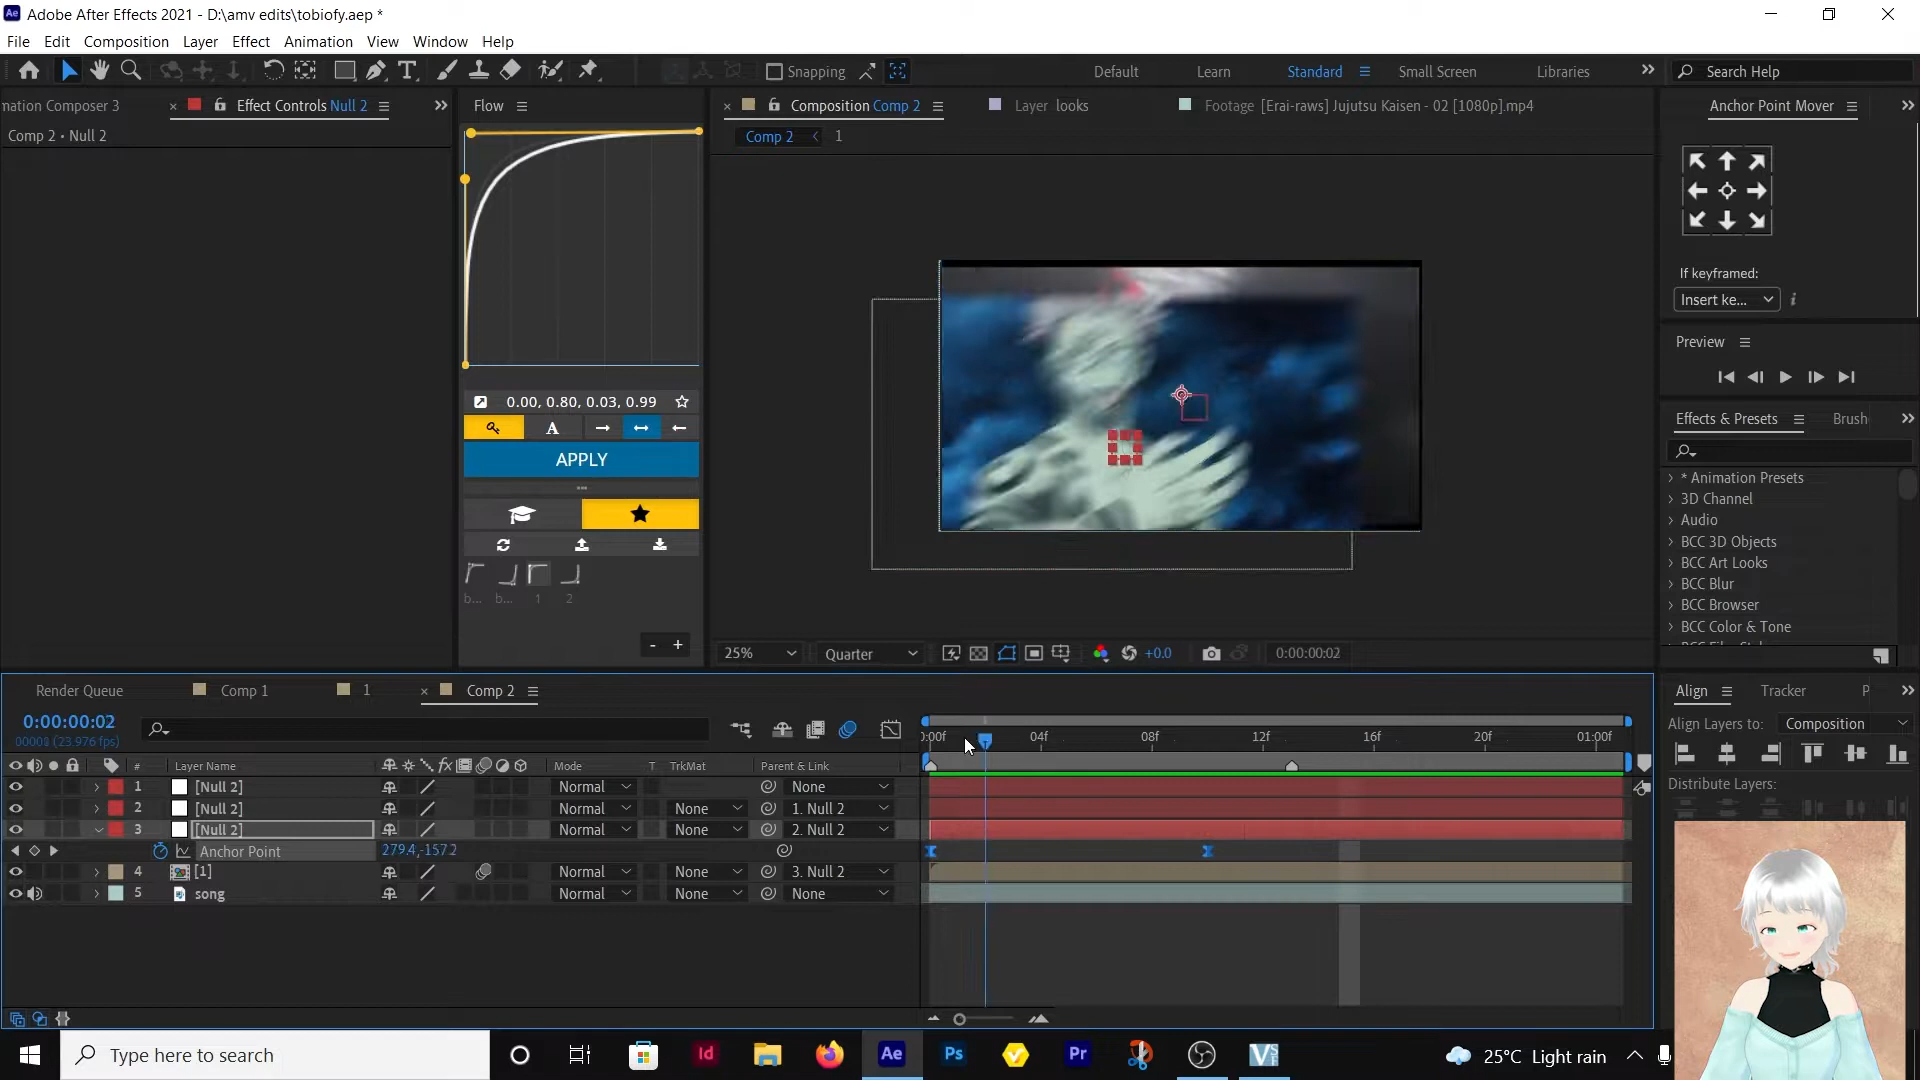 Adobe After Effects 2021 - D:\amv edits\tobiofy.aep *
File Edit Composition Layer Effect Animation View Window Help
Snapping
Default Learn Standard Small Screen Libraries
Search Help
mation Composer 3
Effect Controls Null 2
Comp 2 • Null 2
Flow
0.00, 0.80, 0.03, 0.99
A
APPLY
b... b... 1 2
- +
Composition Comp 2
Layer looks
Footage [Erai-raws] Jujutsu Kaisen - 02 [1080p].mp4
Comp 2 1
25%
Quarter
+0.0
0:00:00:02
Anchor Point Mover
If keyframed:
Insert ke...
Preview
Effects & Presets
Brush
* Animation Presets
3D Channel
Audio
BCC 3D Objects
BCC Art Looks
BCC Blur
BCC Browser
BCC Color & Tone
Render Queue Comp 1 1 Comp 2
0:00:00:02
(23.976 fps)
:00f 04f 08f 12f 16f 20f 01:00f
# Layer Name fx Mode T TrkMat Parent & Link
1 [Null 2] Normal None
2 [Null 2] Normal None 1. Null 2
3 [Null 2] Normal None 2. Null 2
Anchor Point 279.4,-157.2
4 [1] Normal None 3. Null 2
5 song Normal None None
Align Tracker P
Align Layers to: Composition
Distribute Layers:
Type here to search
Id
Ae
Ps
Pr
25°C Light rain